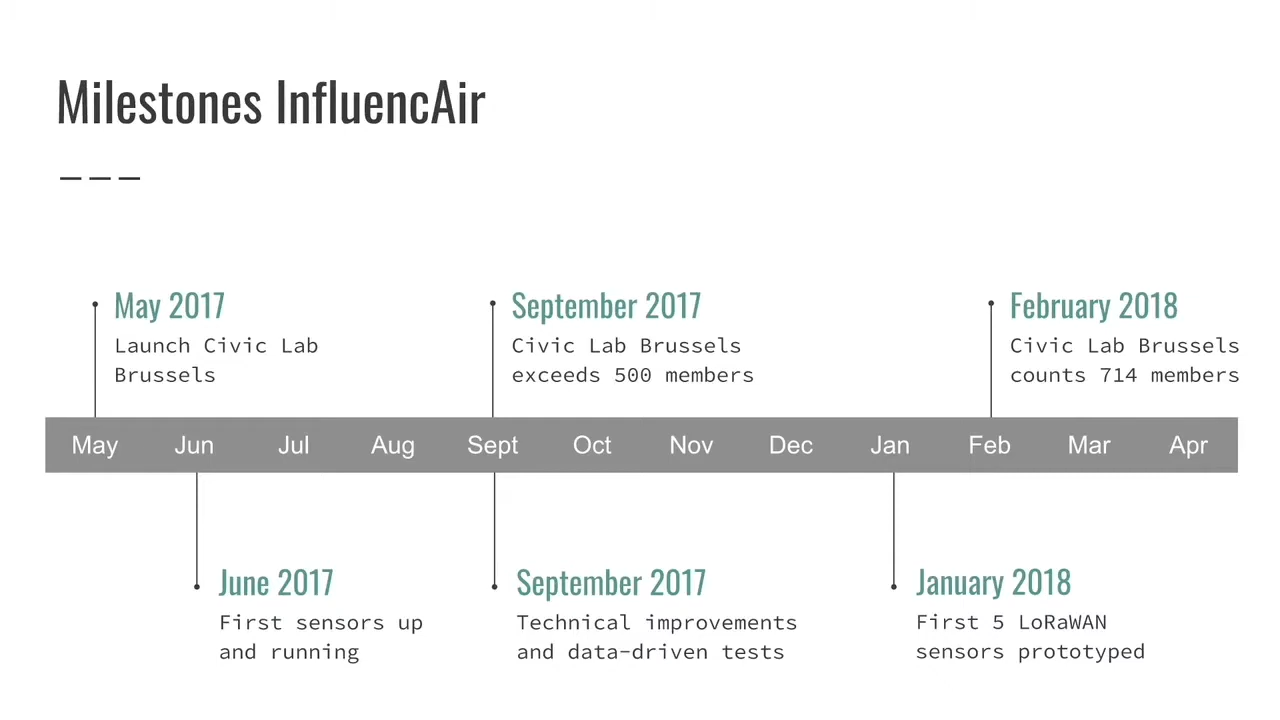 Milestones InfluencAir
May 2017
Launch Civic Lab
Brussels
September 2017
Civic Lab Brussels
exceeds 500 members
February 2018
Civic Lab Brussels
counts 714 members
May Jun Jul Aug Sept Oct Nov Dec Jan Feb Mar Apr
June 2017
First sensors up
and running
September 2017
Technical improvements
and data-driven tests
January 2018
First 5 LoRaWAN
sensors prototyped